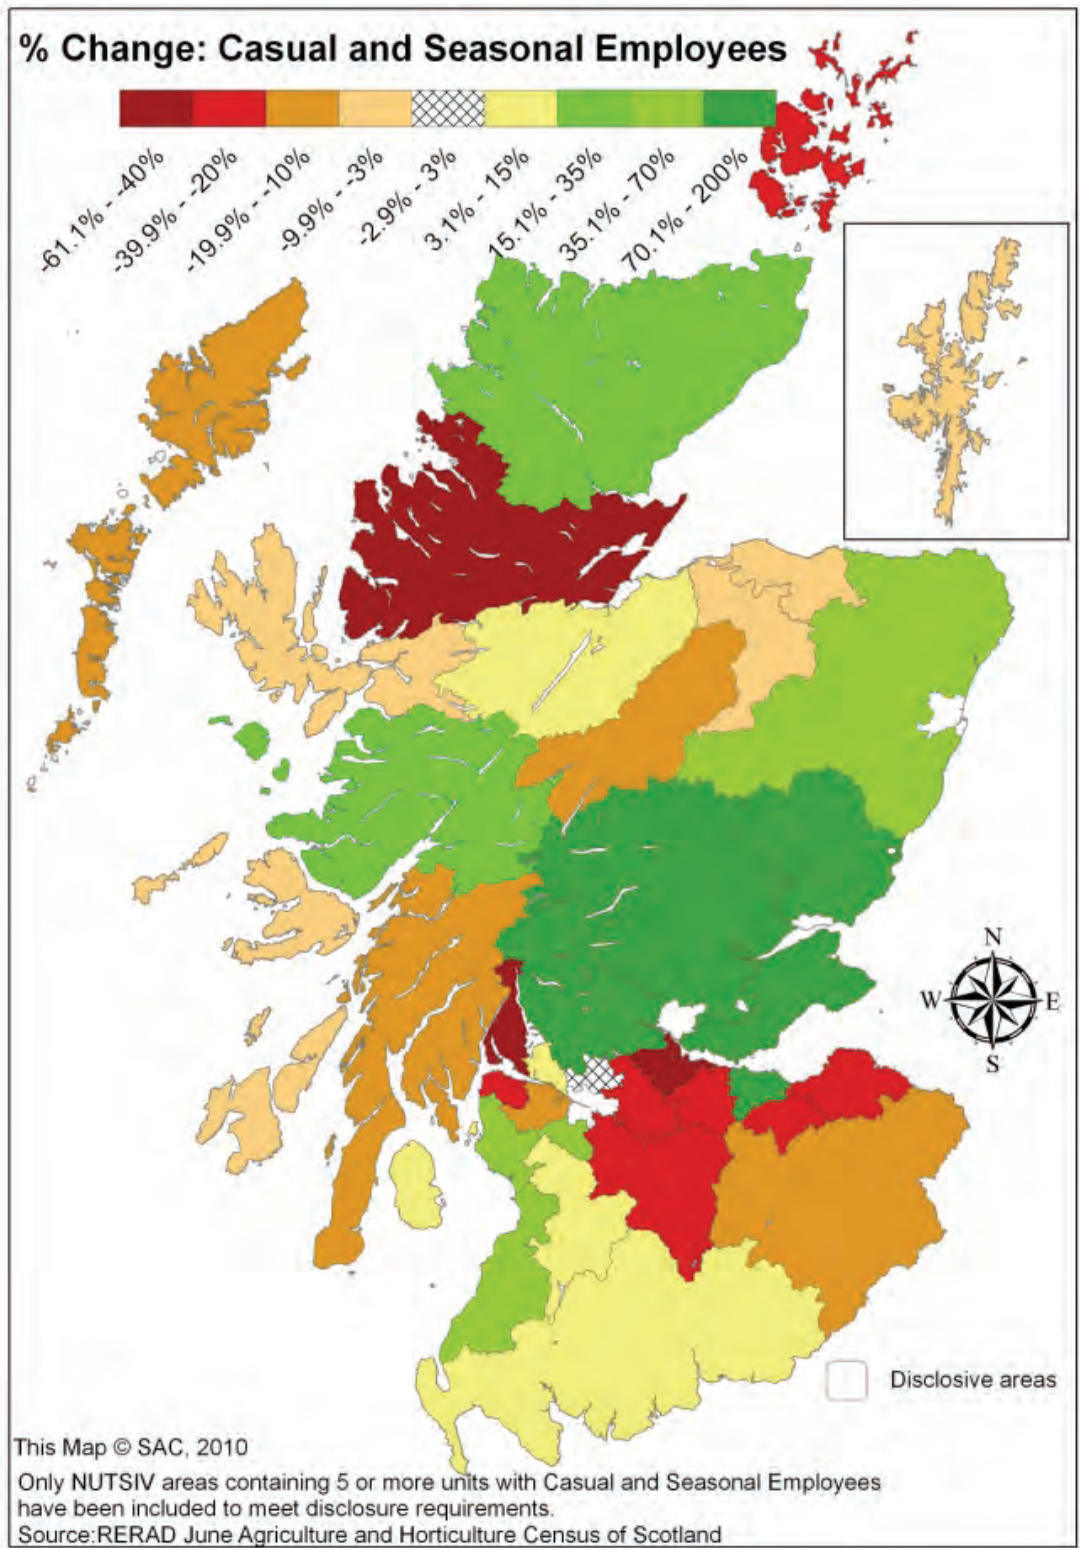 % Change: Casual and Seasonal Employees
-61.1% - -40%
-39.9% - -20%
-19.9% - -10%
-9.9% - -3%
-2.9% - 3%
3.1% - 15%
15.1% - 35%
35.1% - 70%
70.1% - 200%
N
W
E
S
Disclosive areas
This Map © SAC, 2010
Only NUTSIV areas containing 5 or more units with Casual and Seasonal Employees
have been included to meet disclosure requirements.
Source:RERAD June Agriculture and Horticulture Census of Scotland